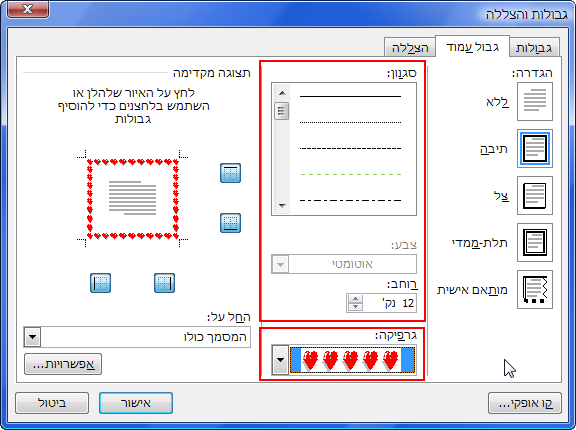 גבולות והצללה
גבולות
גבול עמוד
הצללה
הגדרה:
ללא
תיבה
צל
תלת-ממדי
מותאם אישית
סגנון:
צבע:
אוטומטי
רוחב:
12 נק'
גרפיקה:
תצוגה מקדימה
לחץ על האיור שלהלן או
השתמש בלחצנים כדי להוסיף
גבולות
החל על:
המסמך כולו
אפשרויות...
קו אופקי...
אישור
ביטול